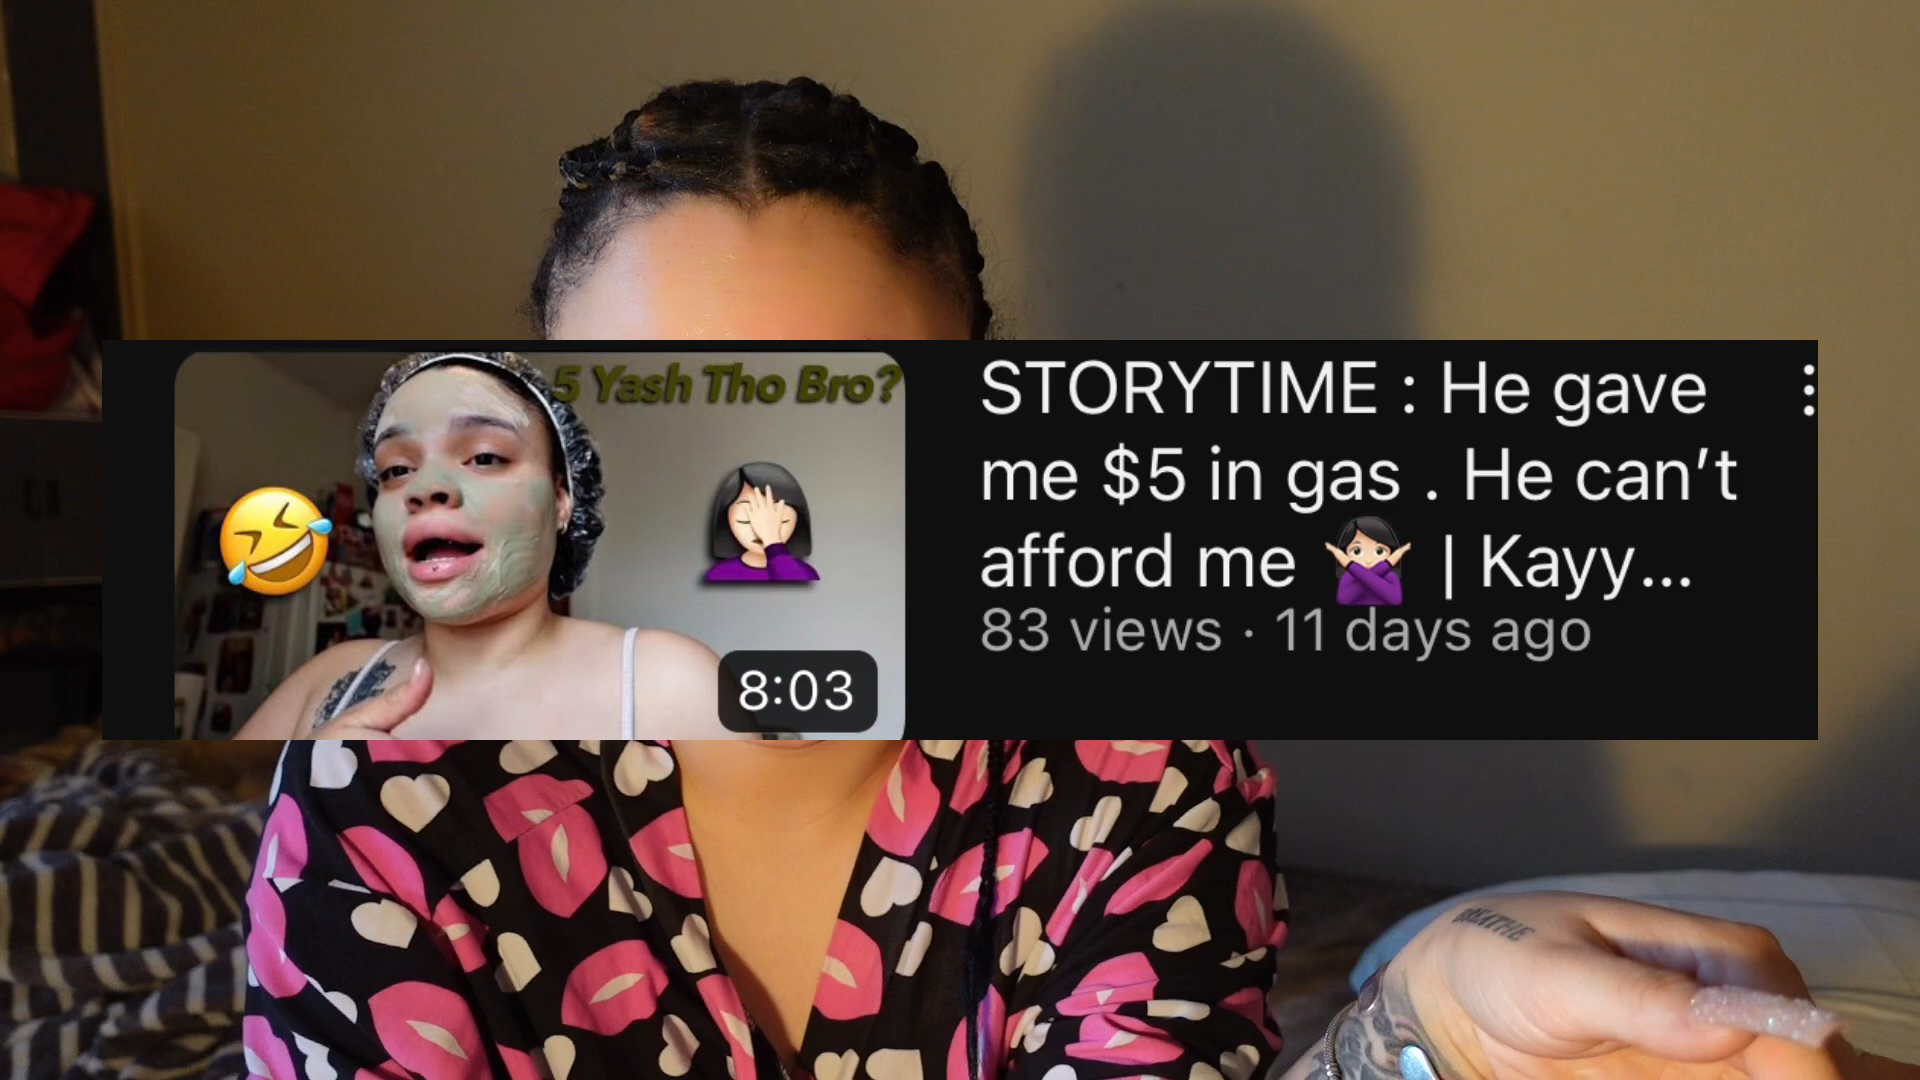 5 Yash Tho Bro?
8:03
STORYTIME : He gave
me $5 in gas . He can’t
afford me 🙅🏻‍♀️ | Kayy...
83 views · 11 days ago
BREATHE